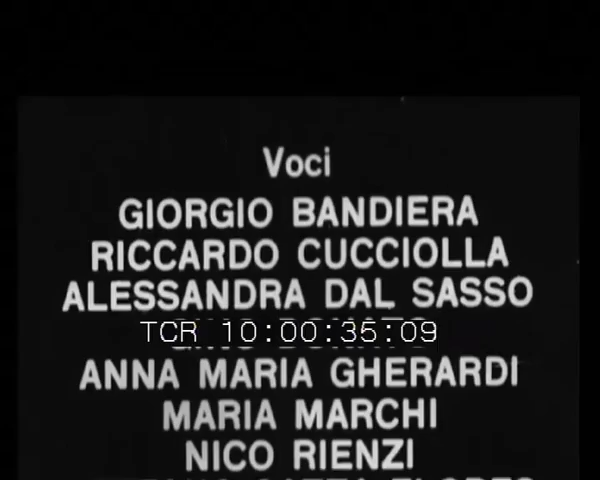 Voci
GIORGIO BANDIERA
RICCARDO CUCCIOLLA
ALESSANDRA DAL SASSO
TCR 10:00:35:09
ANNA MARIA GHERARDI
MARIA MARCHI
NICO RIENZI